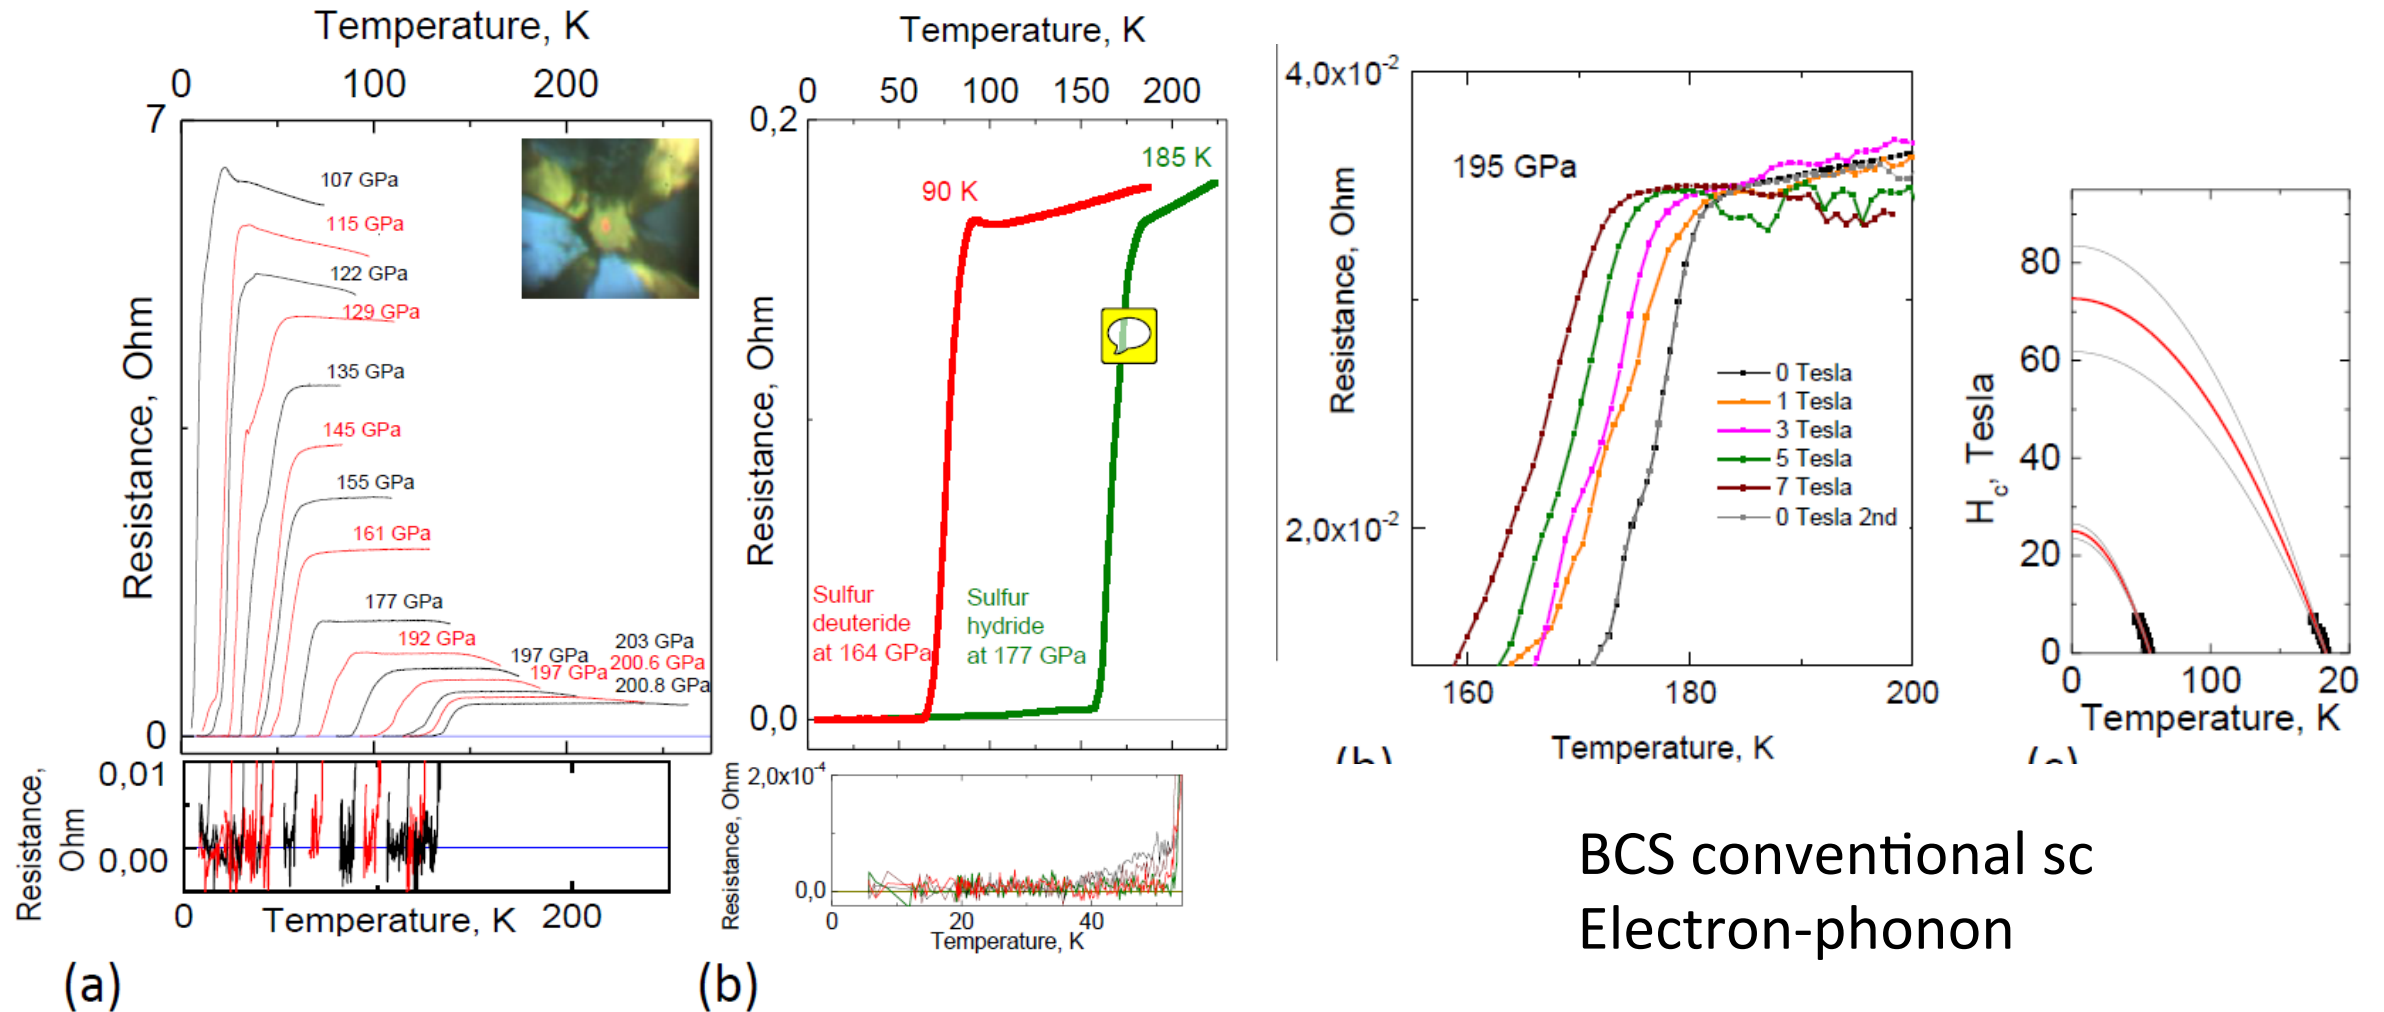 Temperature, K
0 100 200
7
107 GPa
115 GPa
122 GPa
129 GPa
135 GPa
145 GPa
155 GPa
161 GPa
177 GPa
192 GPa
197 GPa
197 GPa
203 GPa
200.6 GPa
200.8 GPa
Resistance, Ohm
0
0,01
0,00
Resistance,
Ohm
0 Temperature, K 200
(a)
Temperature, K
0 50 100 150 200
0,2
185 K
90 K
Resistance, Ohm
Sulfur
deuteride
at 164 GPa
Sulfur
hydride
at 177 GPa
0,0
2,0x10-4
Resistance, Ohm
0,0
0 20 40
Temperature, K
(b)
4,0x10-2
195 GPa
Resistance, Ohm
0 Tesla
1 Tesla
3 Tesla
5 Tesla
7 Tesla
0 Tesla 2nd
2,0x10-2
160 180 200
Temperature, K
(b)
80
60
40
20
0
Hc, Tesla
0 100 20
Temperature, K
(c)
BCS conventional sc
Electron-phonon